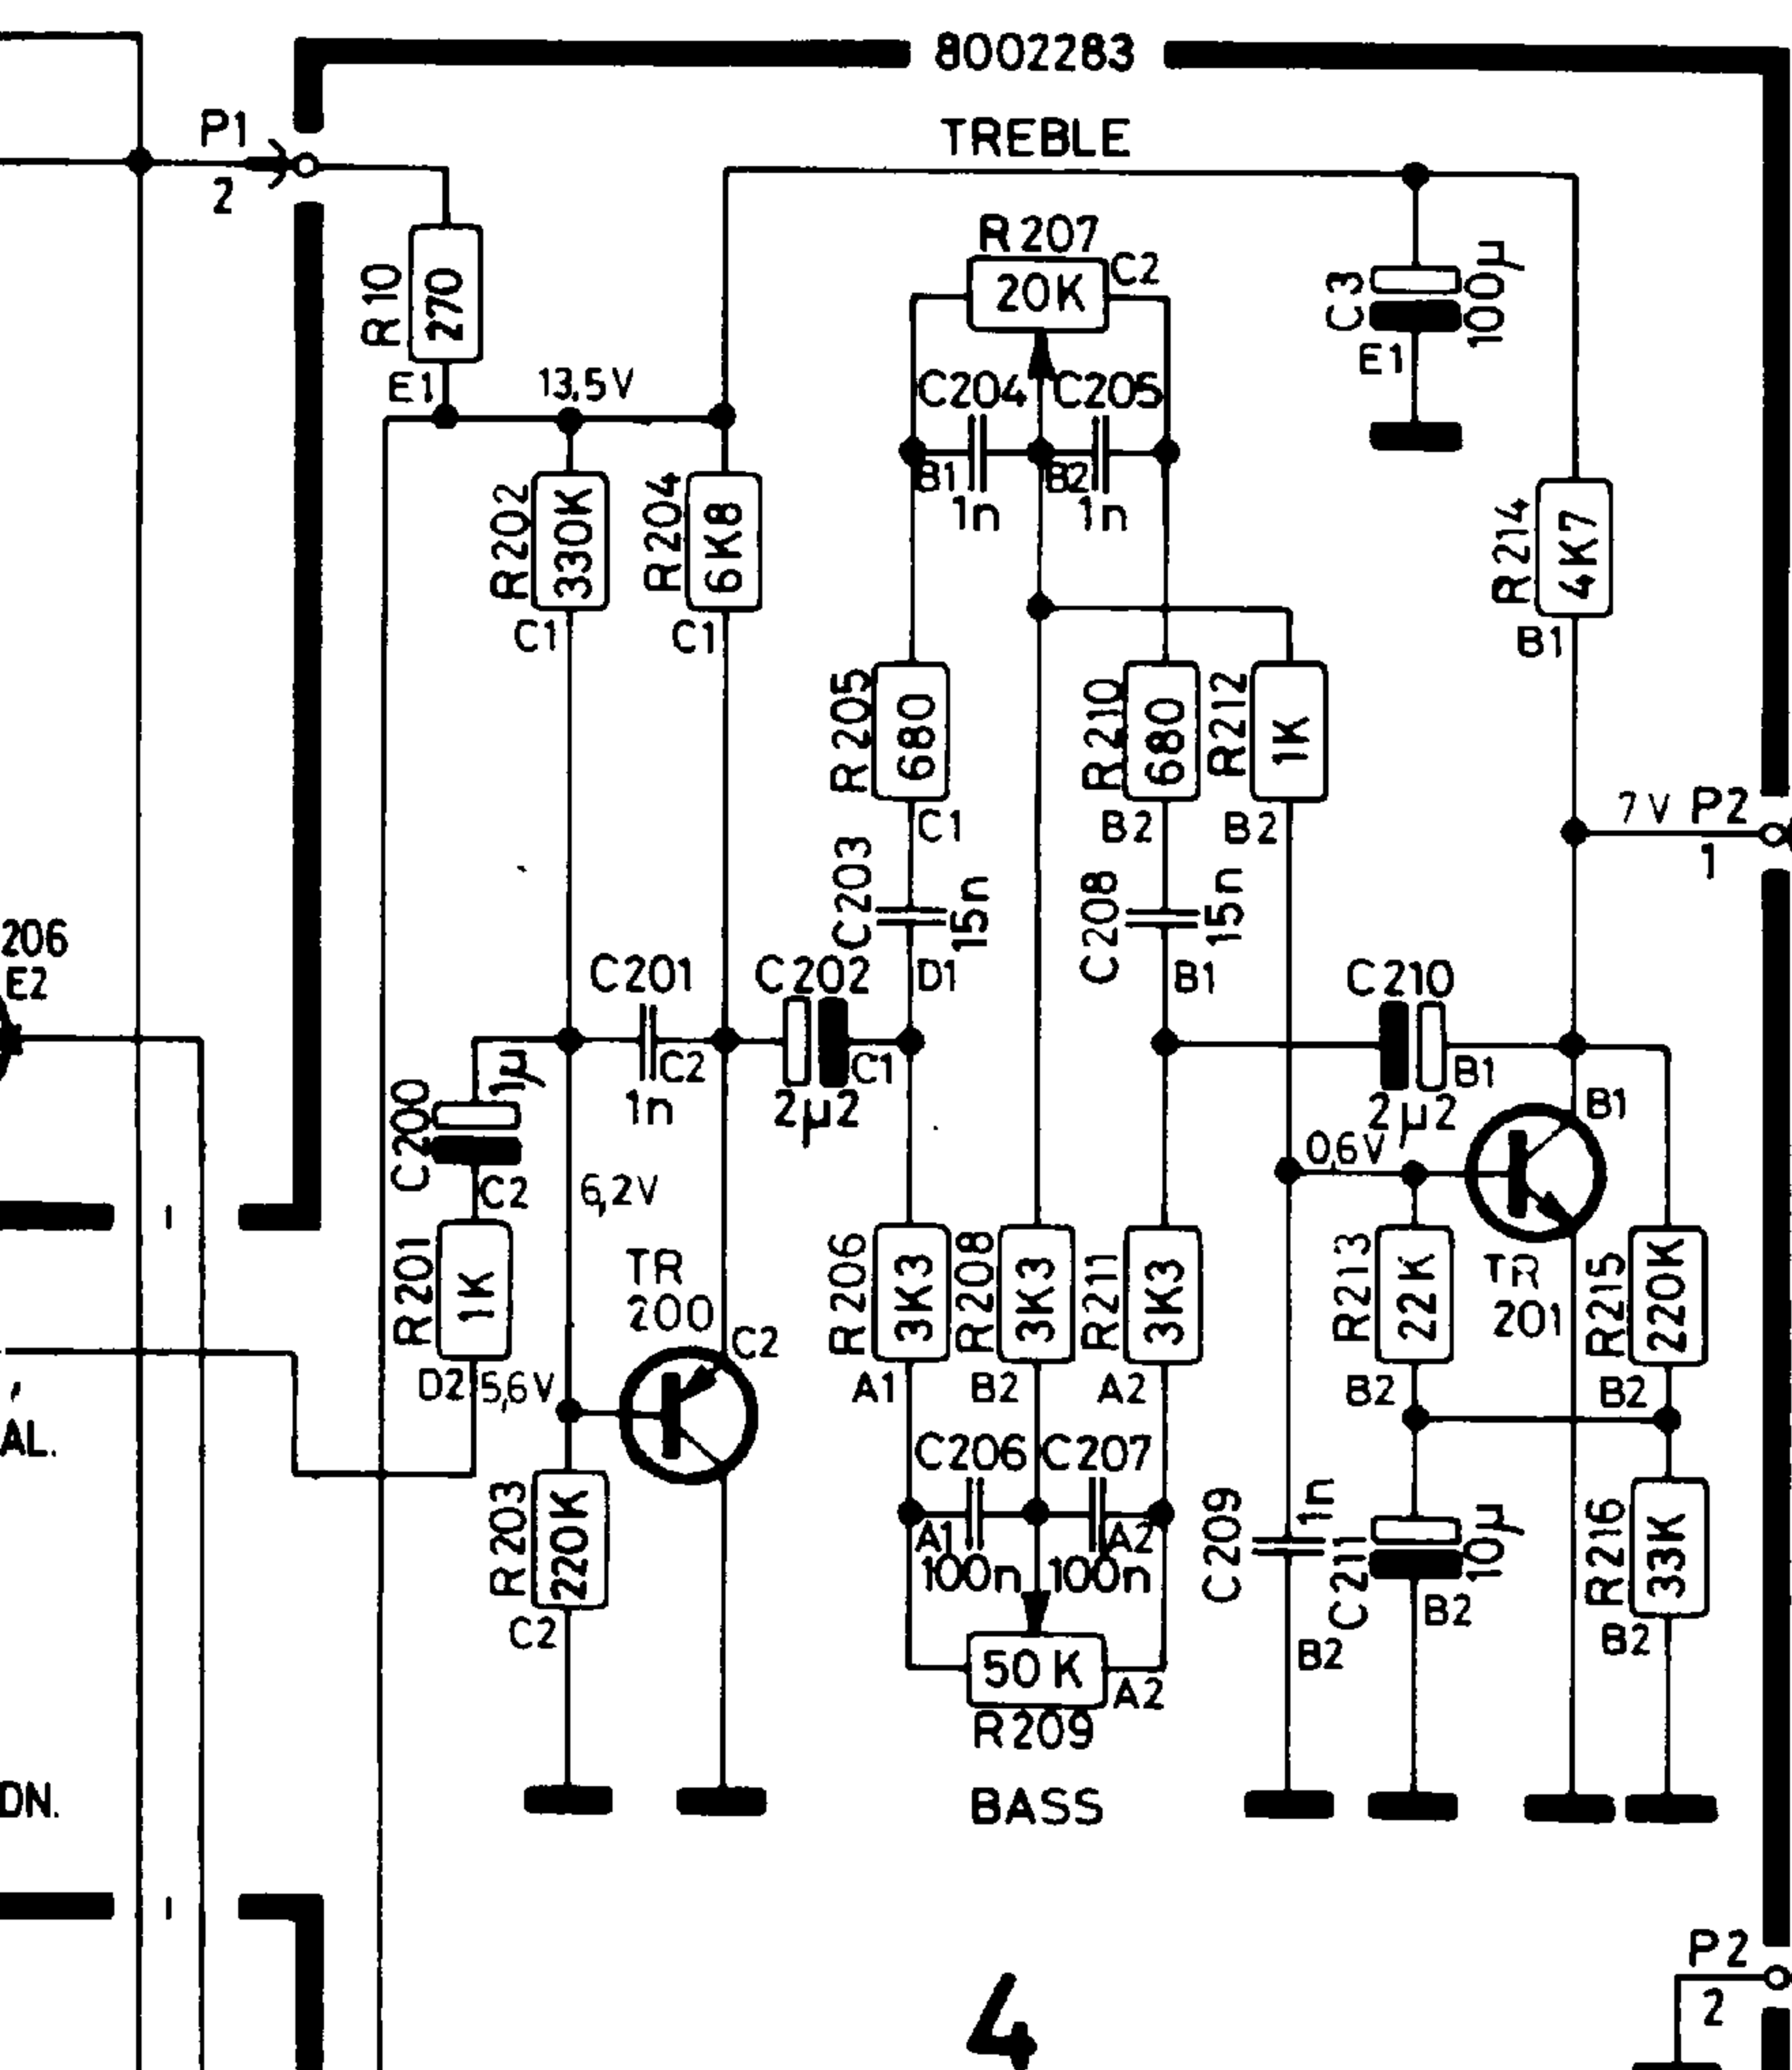 8002283
TREBLE
P1
2
R10
270
E1
13,5V
R207
20K
C2
C3
100µ
E1
C204
C205
B1
1n
B2
1n
R202
330K
C1
R204
6K8
C1
R214
4K7
B1
R205
680
C1
R210
680
B2
R212
1K
B2
7V
P2
1
C203
15n
D1
C208
15n
B1
206
E2
C201
C2
1n
C202
C1
2µ2
C210
B1
2µ2
C200
1µ
C2
6,2V
0,6V
B1
R201
1K
D2
5,6V
TR
200
C2
R206
3K3
A1
R208
3K3
B2
R211
3K3
A2
R213
22K
B2
TR
201
R215
220K
B2
AL.
C206
C207
A1
100n
A2
100n
R203
220K
C2
C209
1n
B2
C211
10µ
B2
R216
33K
B2
50K
A2
R209
BASS
ON.
P2
2
4